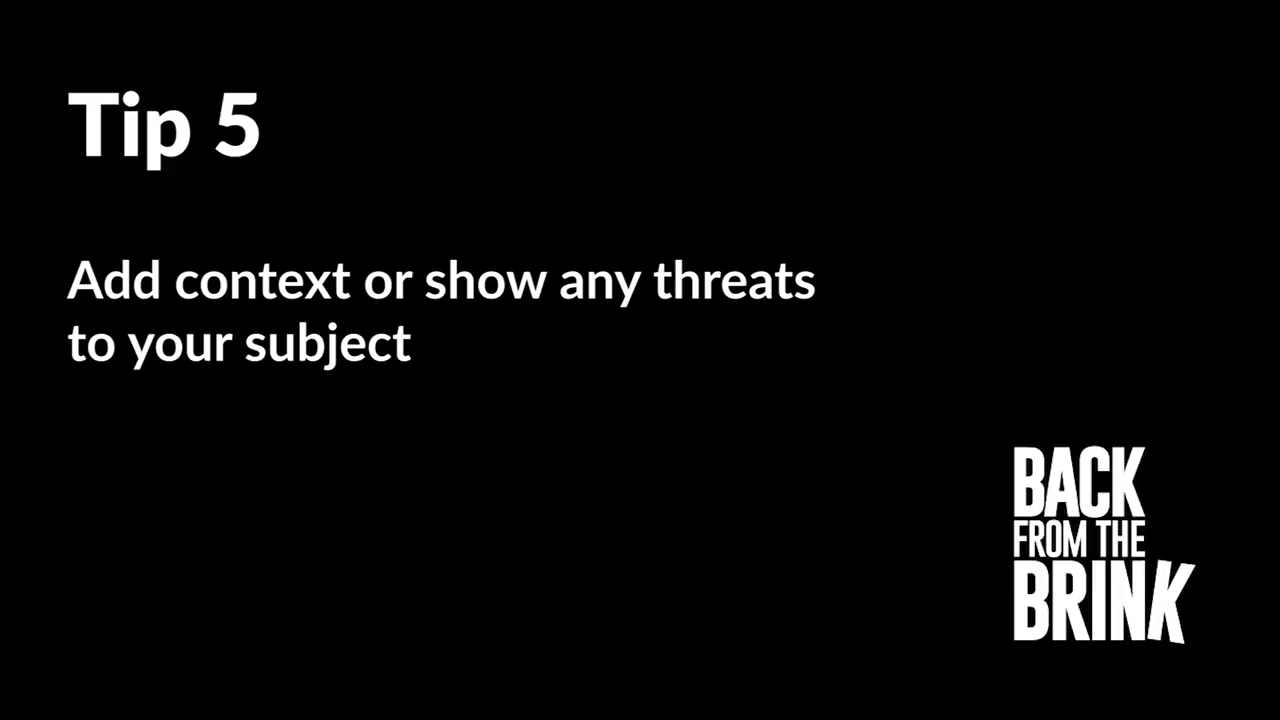 Tip 5
Add context or show any threats
to your subject
BACK
FROM THE
BRINK